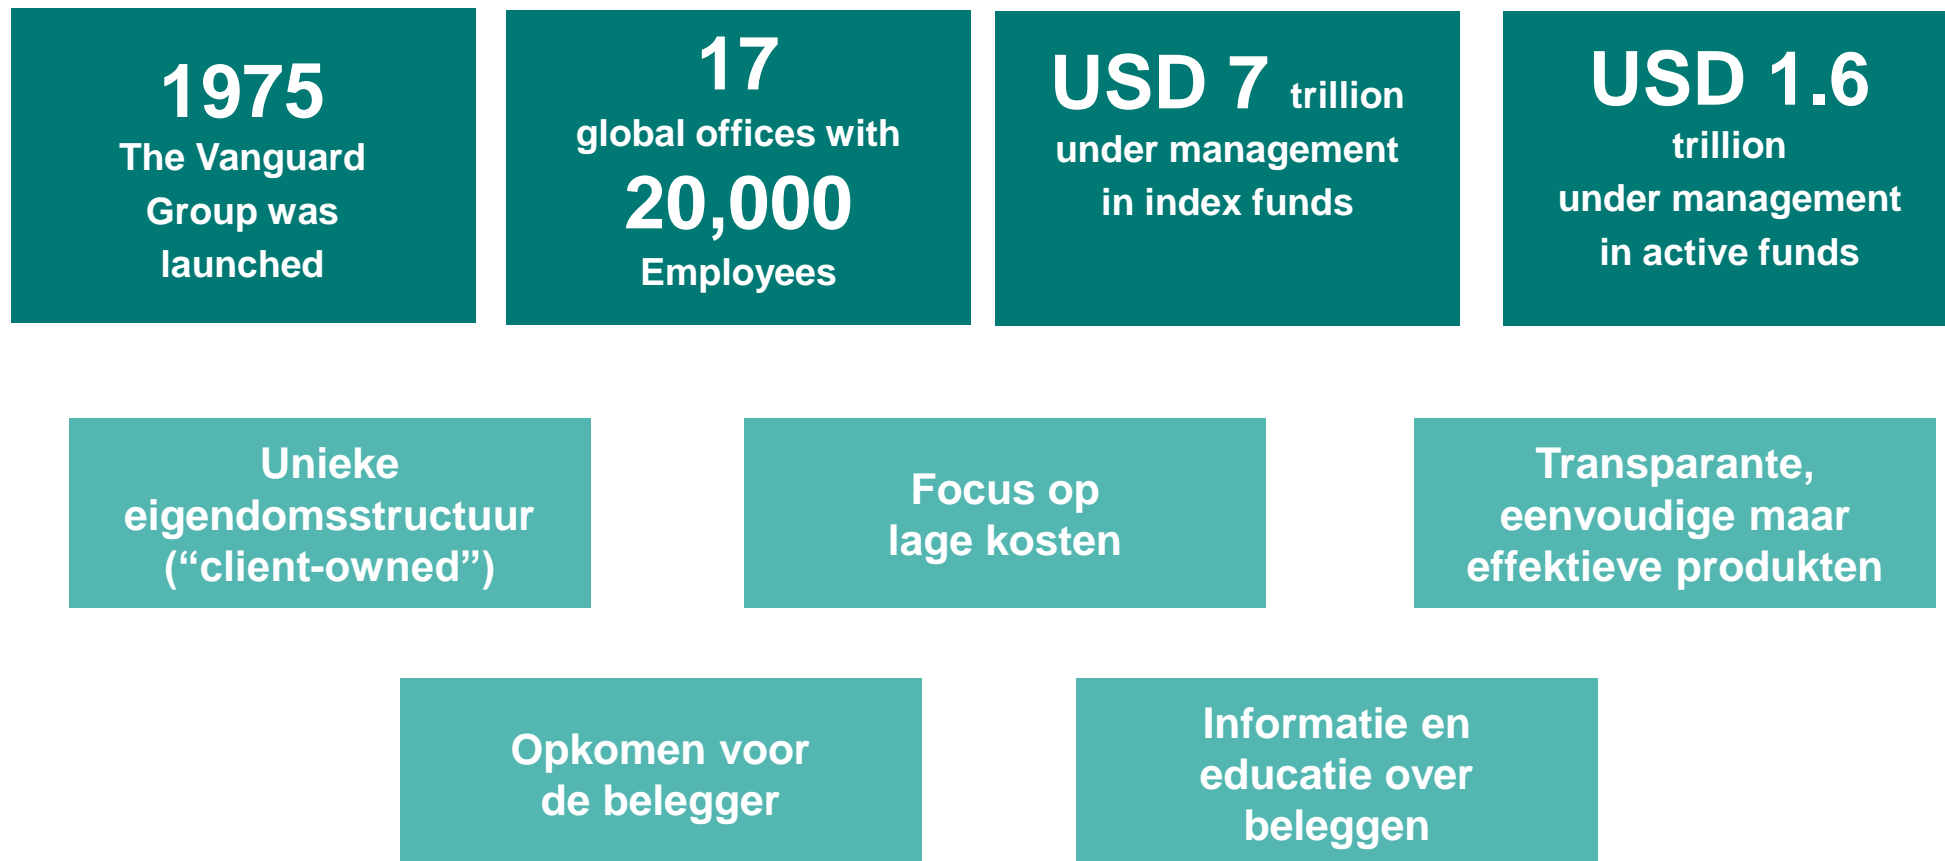 1975
The Vanguard
Group was
launched
17
global offices with
20,000
Employees
USD 7 trillion
under management
in index funds
USD 1.6
trillion
under management
in active funds
Unieke
eigendomsstructuur
(“client-owned”)
Focus op
lage kosten
Transparante,
eenvoudige maar
effektieve produkten
Opkomen voor
de belegger
Informatie en
educatie over
beleggen